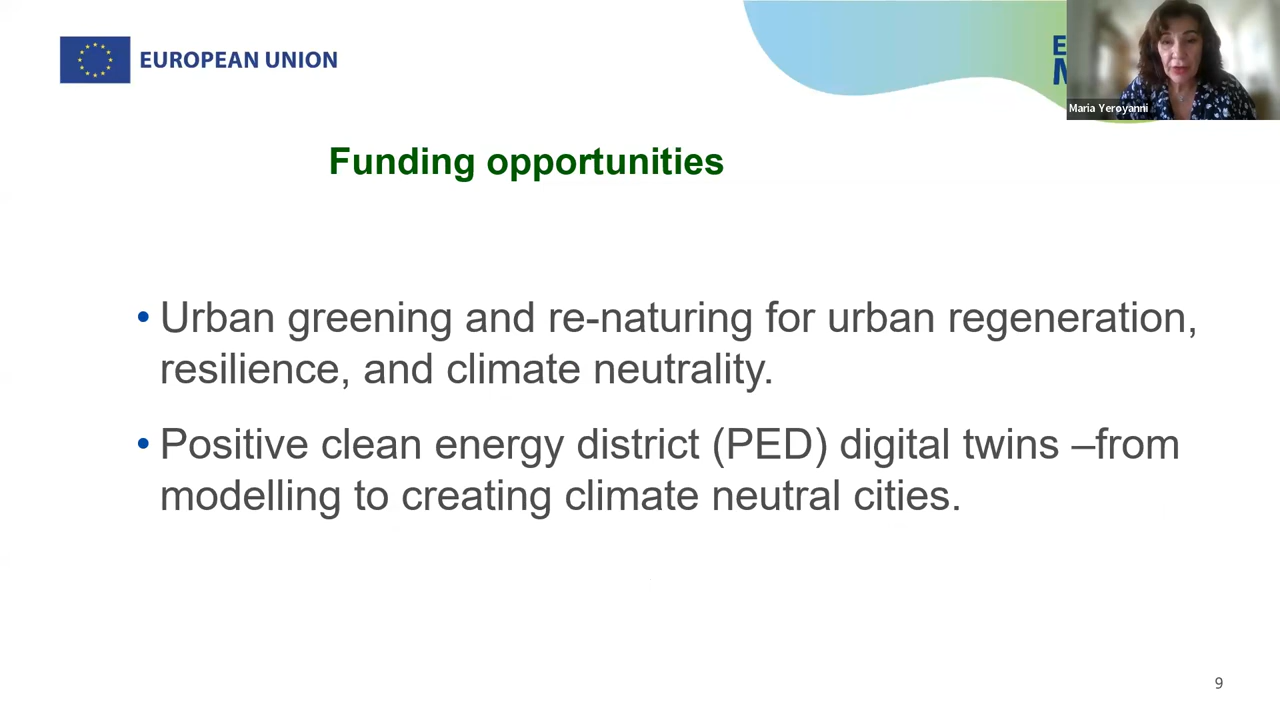 EUROPEAN UNION
E
M
Maria Yeroyanni
Funding opportunities
• Urban greening and re-naturing for urban regeneration,
resilience, and climate neutrality.
• Positive clean energy district (PED) digital twins –from
modelling to creating climate neutral cities.
9